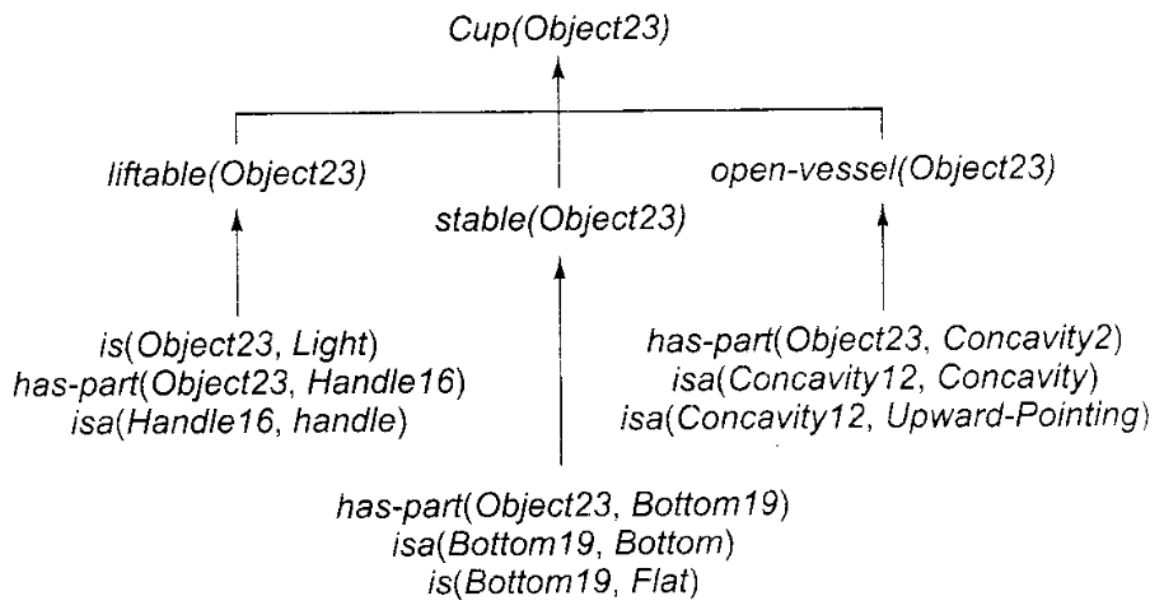 Cup(Object23)
liftable(Object23)
stable(Object23)
open-vessel(Object23)
is(Object23, Light)
has-part(Object23, Handle16)
isa(Handle16, handle)
has-part(Object23, Concavity2)
isa(Concavity12, Concavity)
isa(Concavity12, Upward-Pointing)
has-part(Object23, Bottom19)
isa(Bottom19, Bottom)
is(Bottom19, Flat)